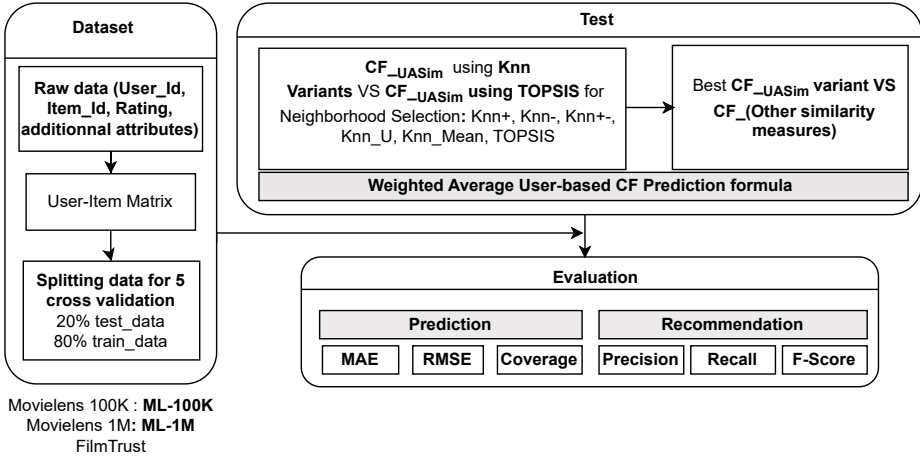 Dataset
Raw data (User_Id,
Item_Id, Rating,
additionnal attributes)
User-Item Matrix
Splitting data for 5
cross validation
20% test_data
80% train_data
Movielens 100K : ML-100K
Movielens 1M: ML-1M
FilmTrust
Test
CF_UASim using Knn
Variants VS CF_UASim using TOPSIS for
Neighborhood Selection: Knn+, Knn-, Knn+-,
Knn_U, Knn_Mean, TOPSIS
Best CF_UASim variant VS
CF_(Other similarity
measures)
Weighted Average User-based CF Prediction formula
Evaluation
Prediction
MAE
RMSE
Coverage
Recommendation
Precision
Recall
F-Score